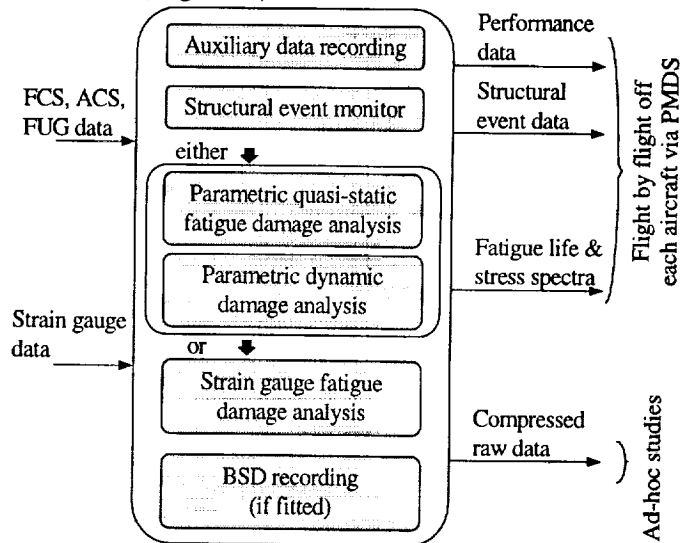 Auxiliary data recording
Performance
data
FCS, ACS,
FUG data
Structural event monitor
Structural
event data
either
Parametric quasi-static
fatigue damage analysis
Parametric dynamic
damage analysis
Fatigue life &
stress spectra
Flight by flight off
each aircraft via PMDS
Strain gauge
data
or
Strain gauge fatigue
damage analysis
Compressed
raw data
BSD recording
(if fitted)
Ad-hoc studies